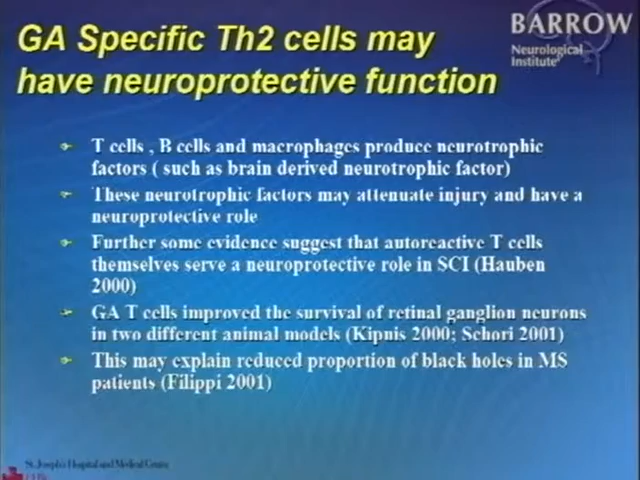 GA Specific Th2 cells may
have neuroprotective function
BARROW
Neurological
Institute
T cells , B cells and macrophages produce neurotrophic
factors ( such as brain derived neurotrophic factor)
These neurotrophic factors may attenuate injury and have a
neuroprotective role
Further some evidence suggest that autoreactive T cells
themselves serve a neuroprotective role in SCI (Hauben
2000)
GA T cells improved the survival of retinal ganglion neurons
in two different animal models (Kipnis 2000; Schori 2001)
This may explain reduced proportion of black holes in MS
patients (Filippi 2001)
St. Joseph's Hospital and Medical Center